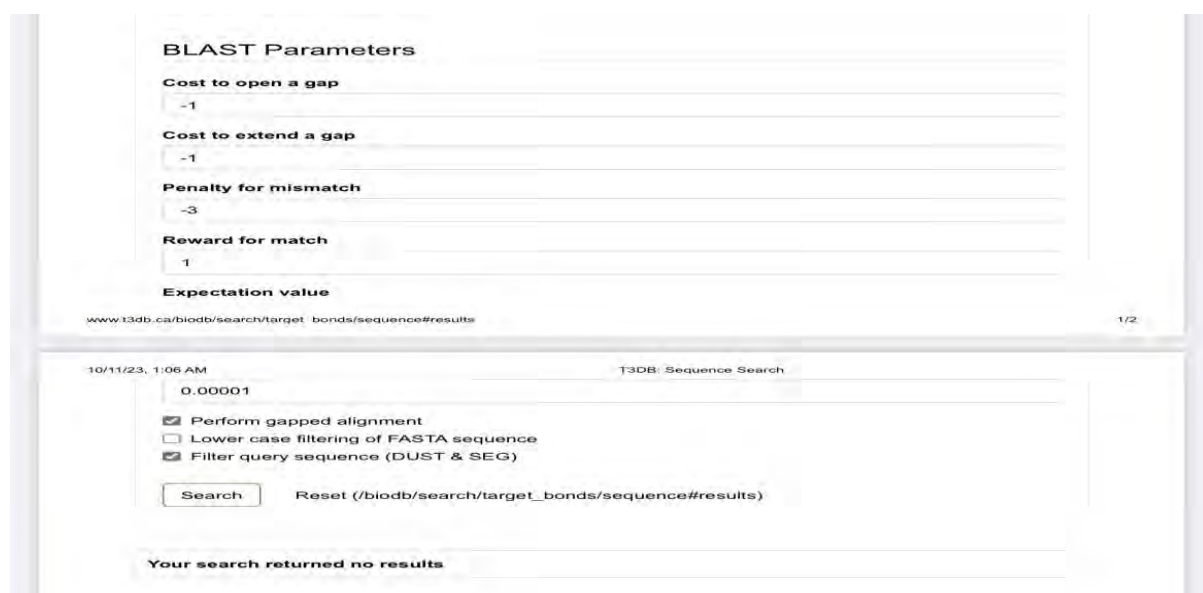 BLAST Parameters
Cost to open a gap
-1
Cost to extend a gap
-1
Penalty for mismatch
-3
Reward for match
1
Expectation value
www.t3db.ca/biodb/search/target_bonds/sequence#results 1/2
10/11/23, 1:06 AM T3DB: Sequence Search
0.00001
Perform gapped alignment
Lower case filtering of FASTA sequence
Filter query sequence (DUST & SEG)
Search Reset (/biodb/search/target_bonds/sequence#results)
Your search returned no results